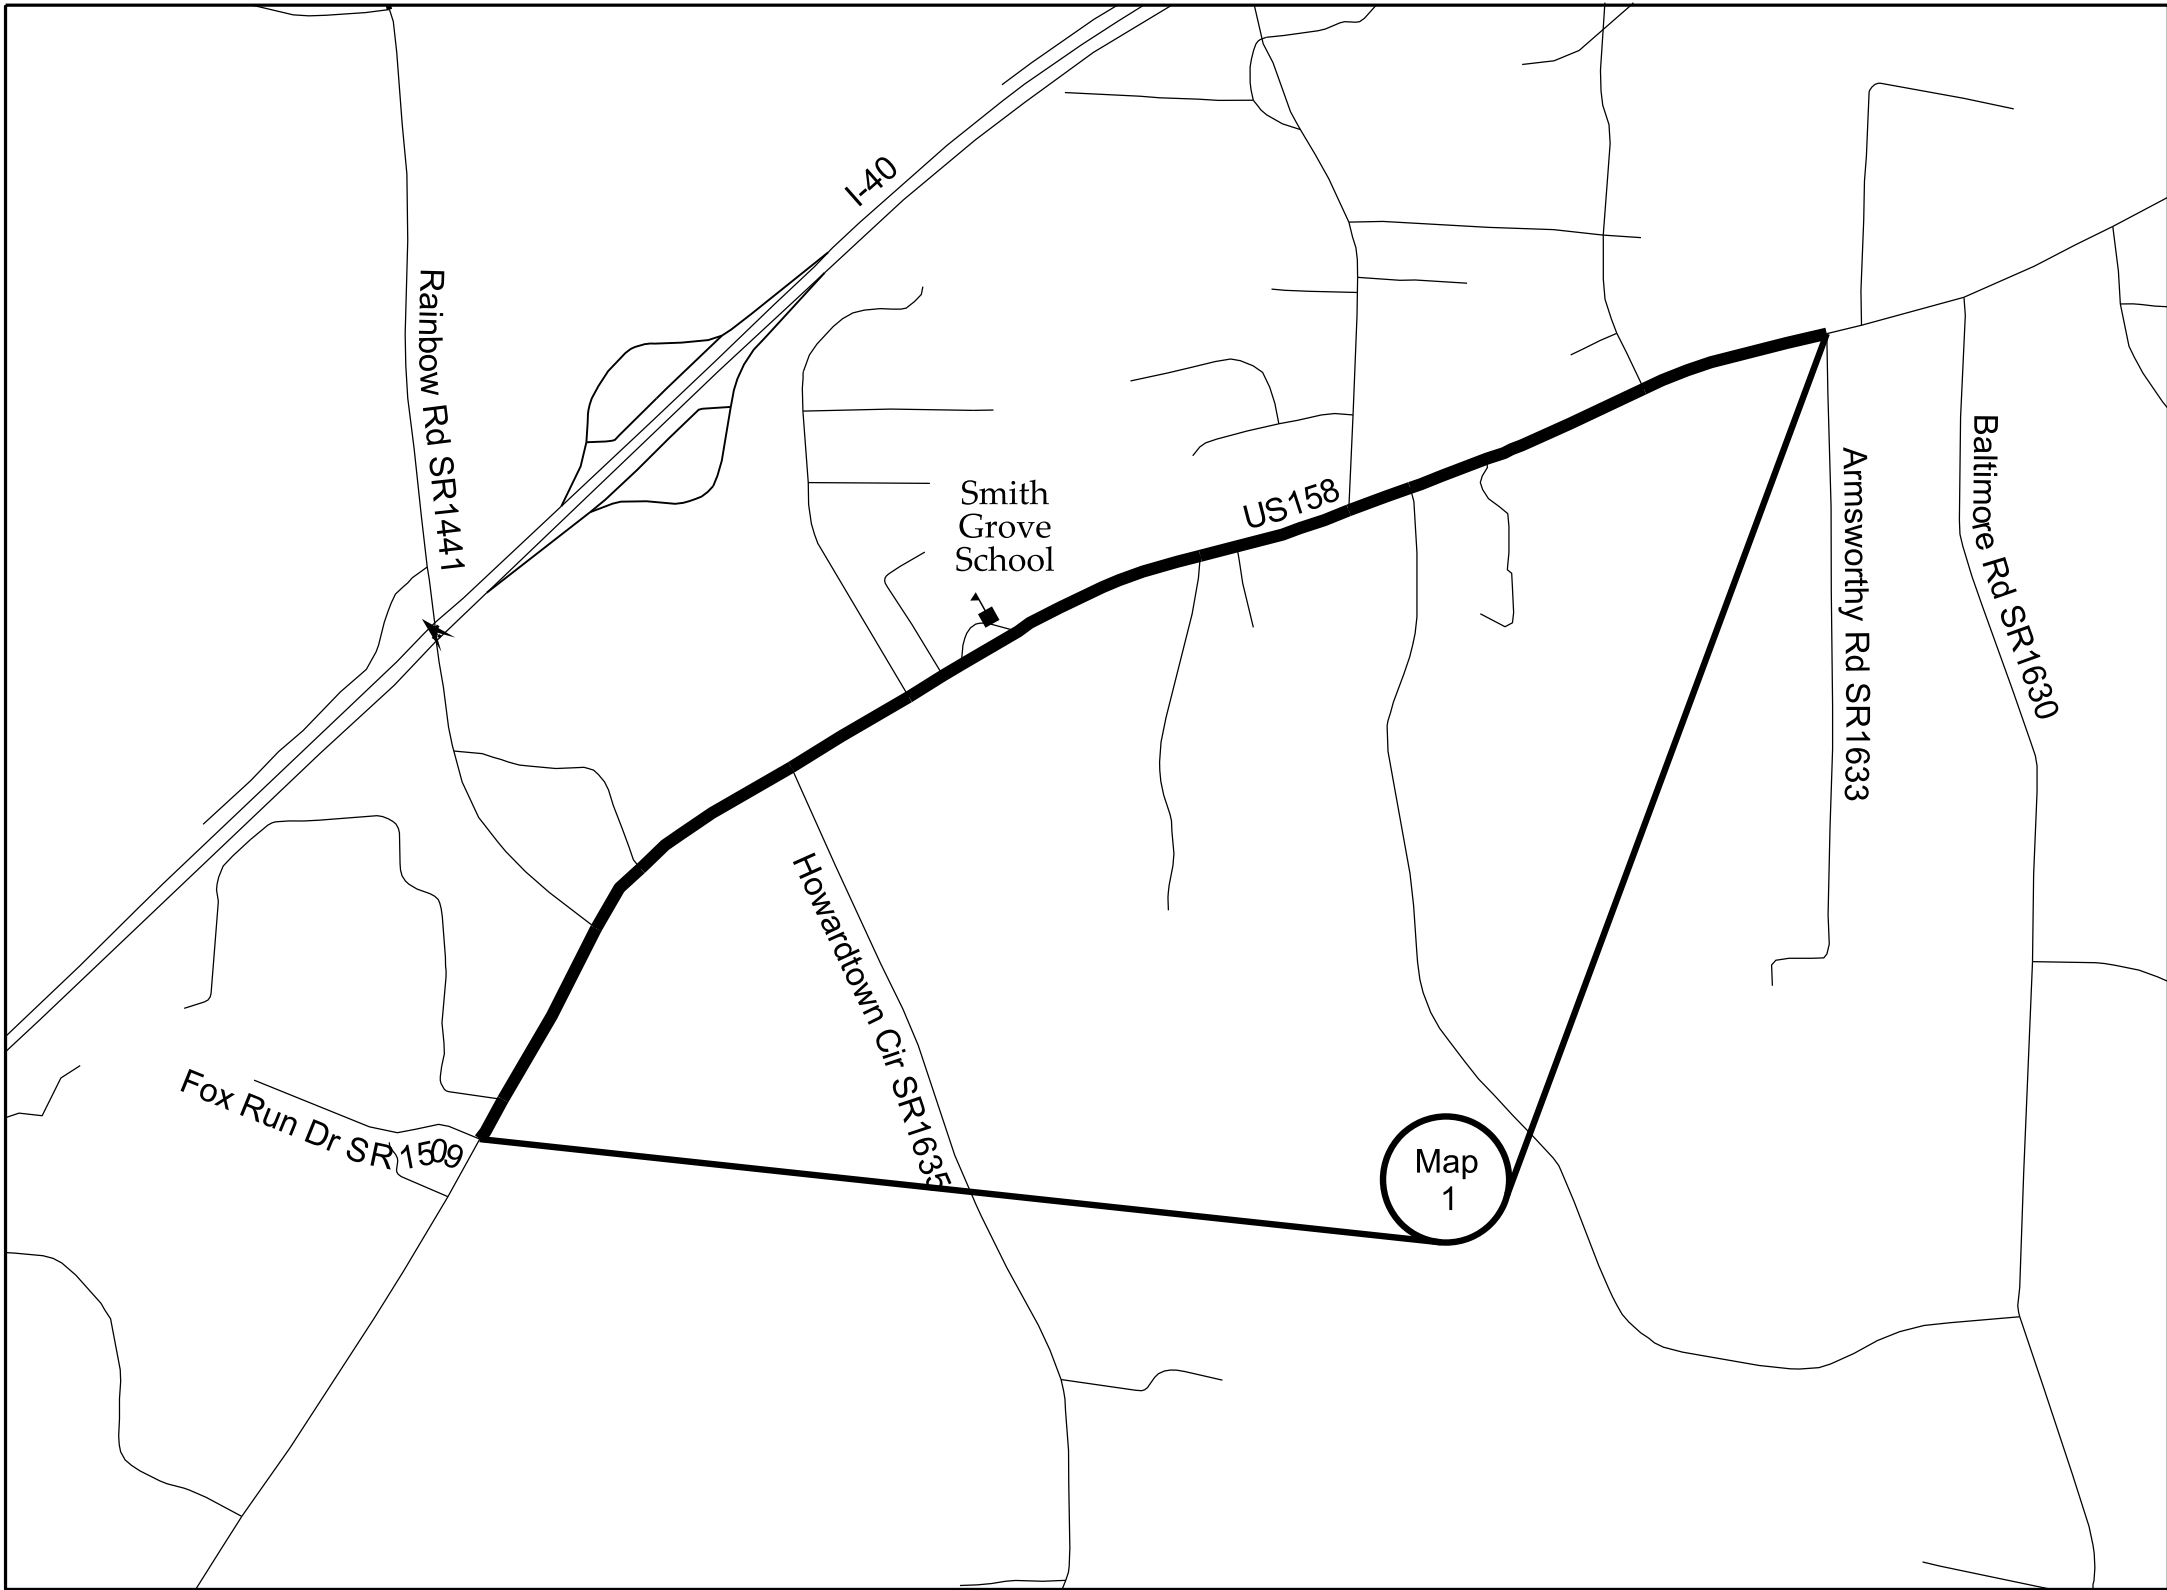 I-40
Rainbow Rd SR1441
Smith
Grove
School
US158
Armsworthy Rd SR1633
Baltimore Rd SR1630
Howardtown Cir SR1635
Fox Run Dr SR1509
Map
1